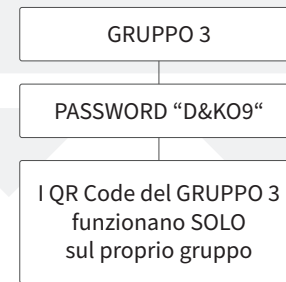 GRUPPO 3
PASSWORD “D&KO9“
I QR Code del GRUPPO 3
funzionano SOLO
sul proprio gruppo